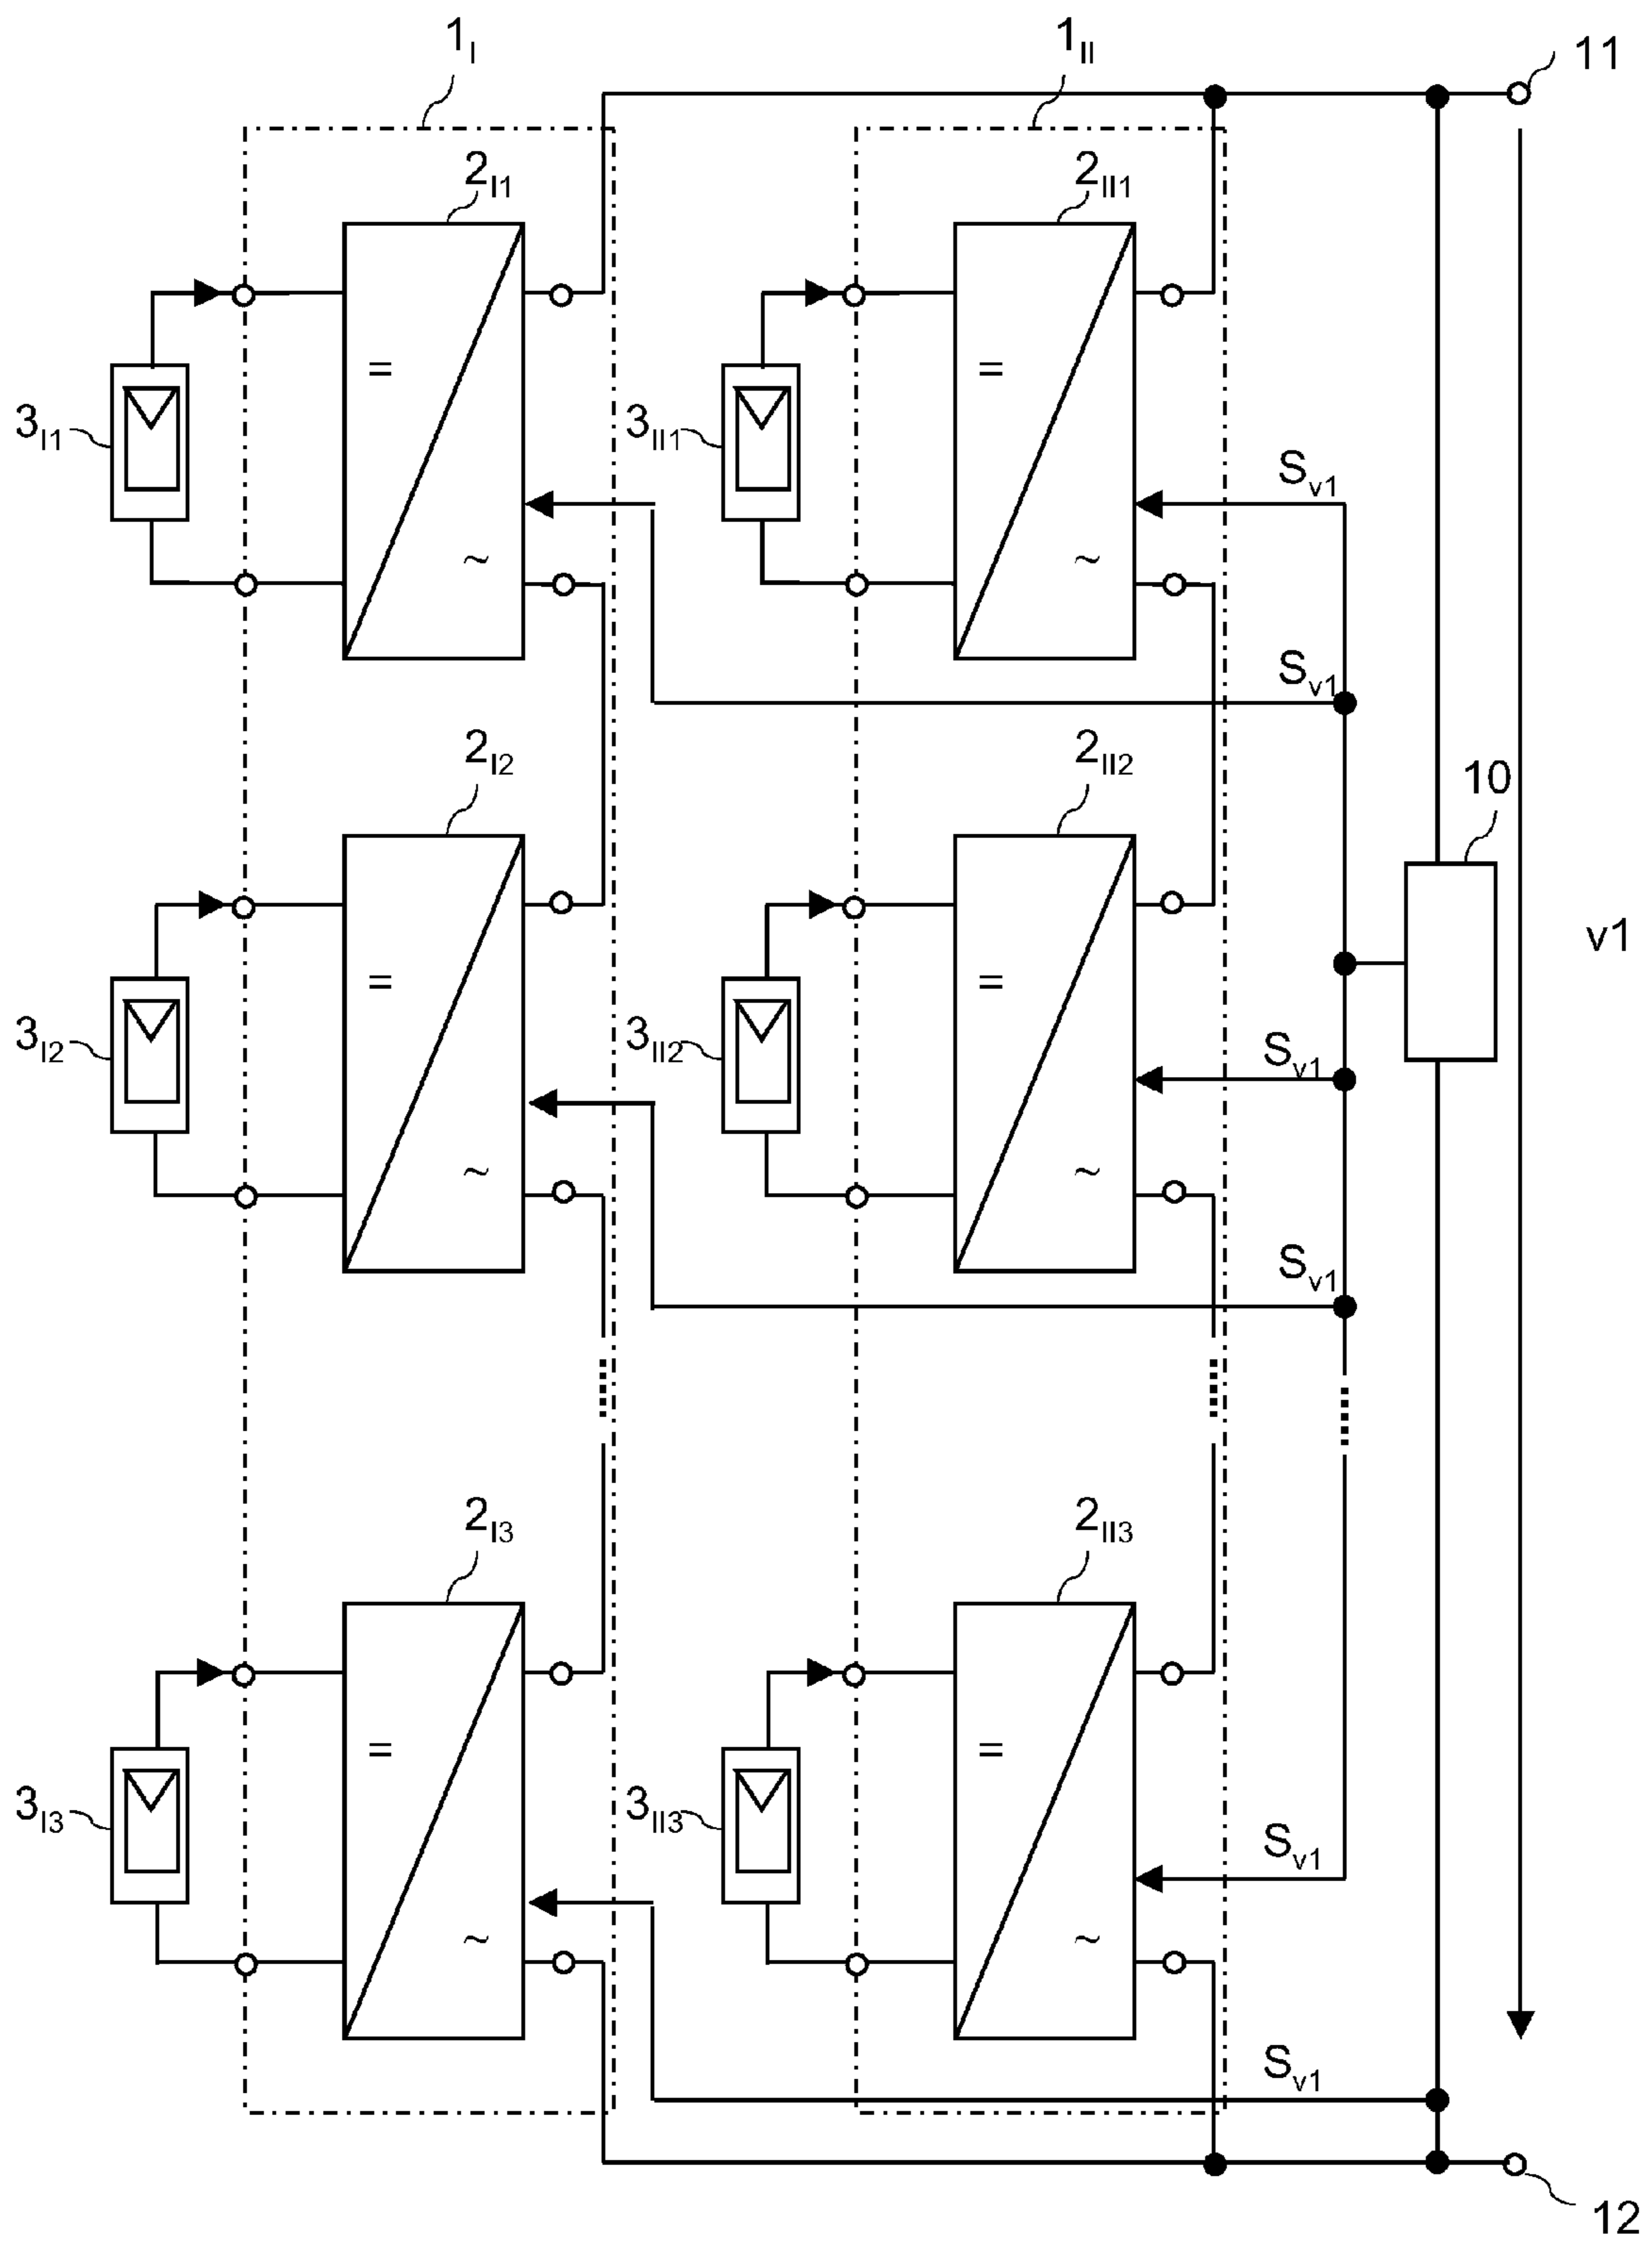 1I 1II 11
2I1 2II1
= =
3I1 3II1
Sv1
~ ~
Sv1
2I2 2II2
10
v1
= =
3I2 3II2
Sv1
~ ~
Sv1
2I3 2II3
= =
3I3 3II3
Sv1
~ ~
Sv1
12